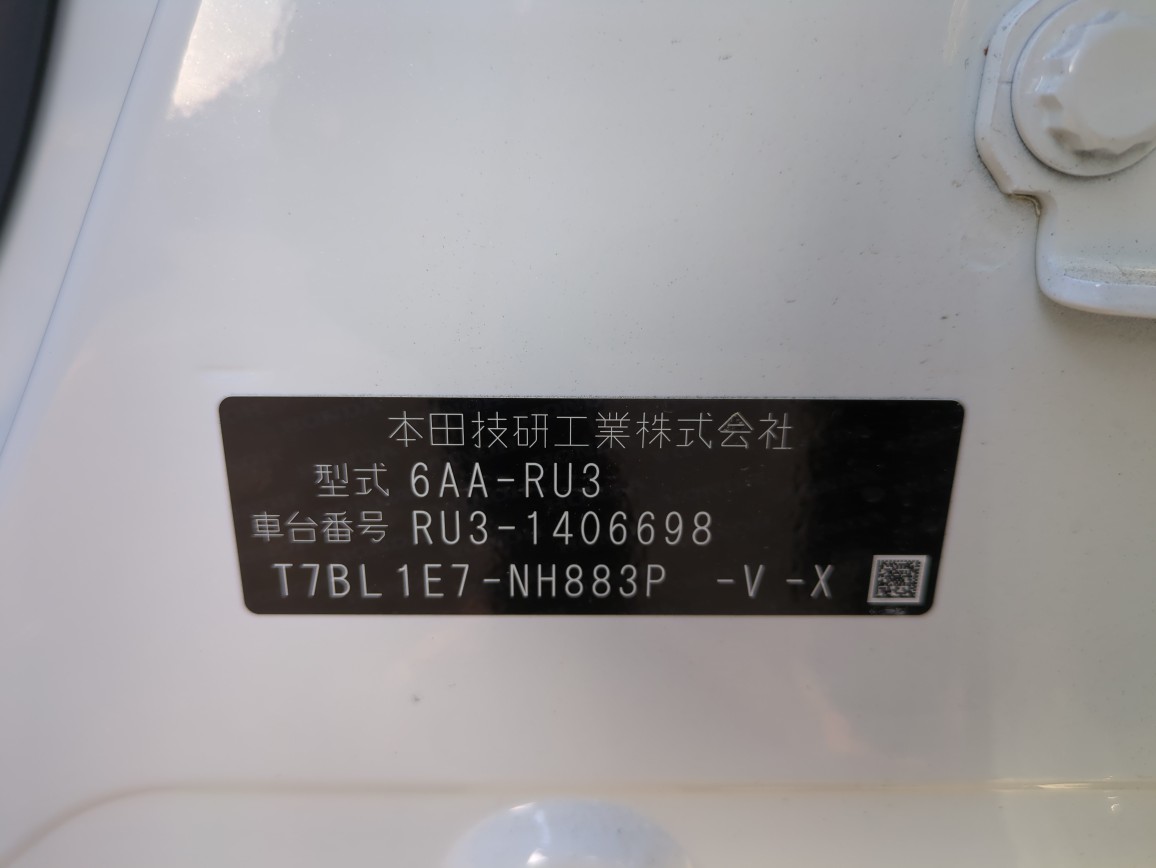 本田技研工業株式会社
型式 6AA-RU3
車台番号 RU3-1406698
T7BL1E7-NH883P -V -X